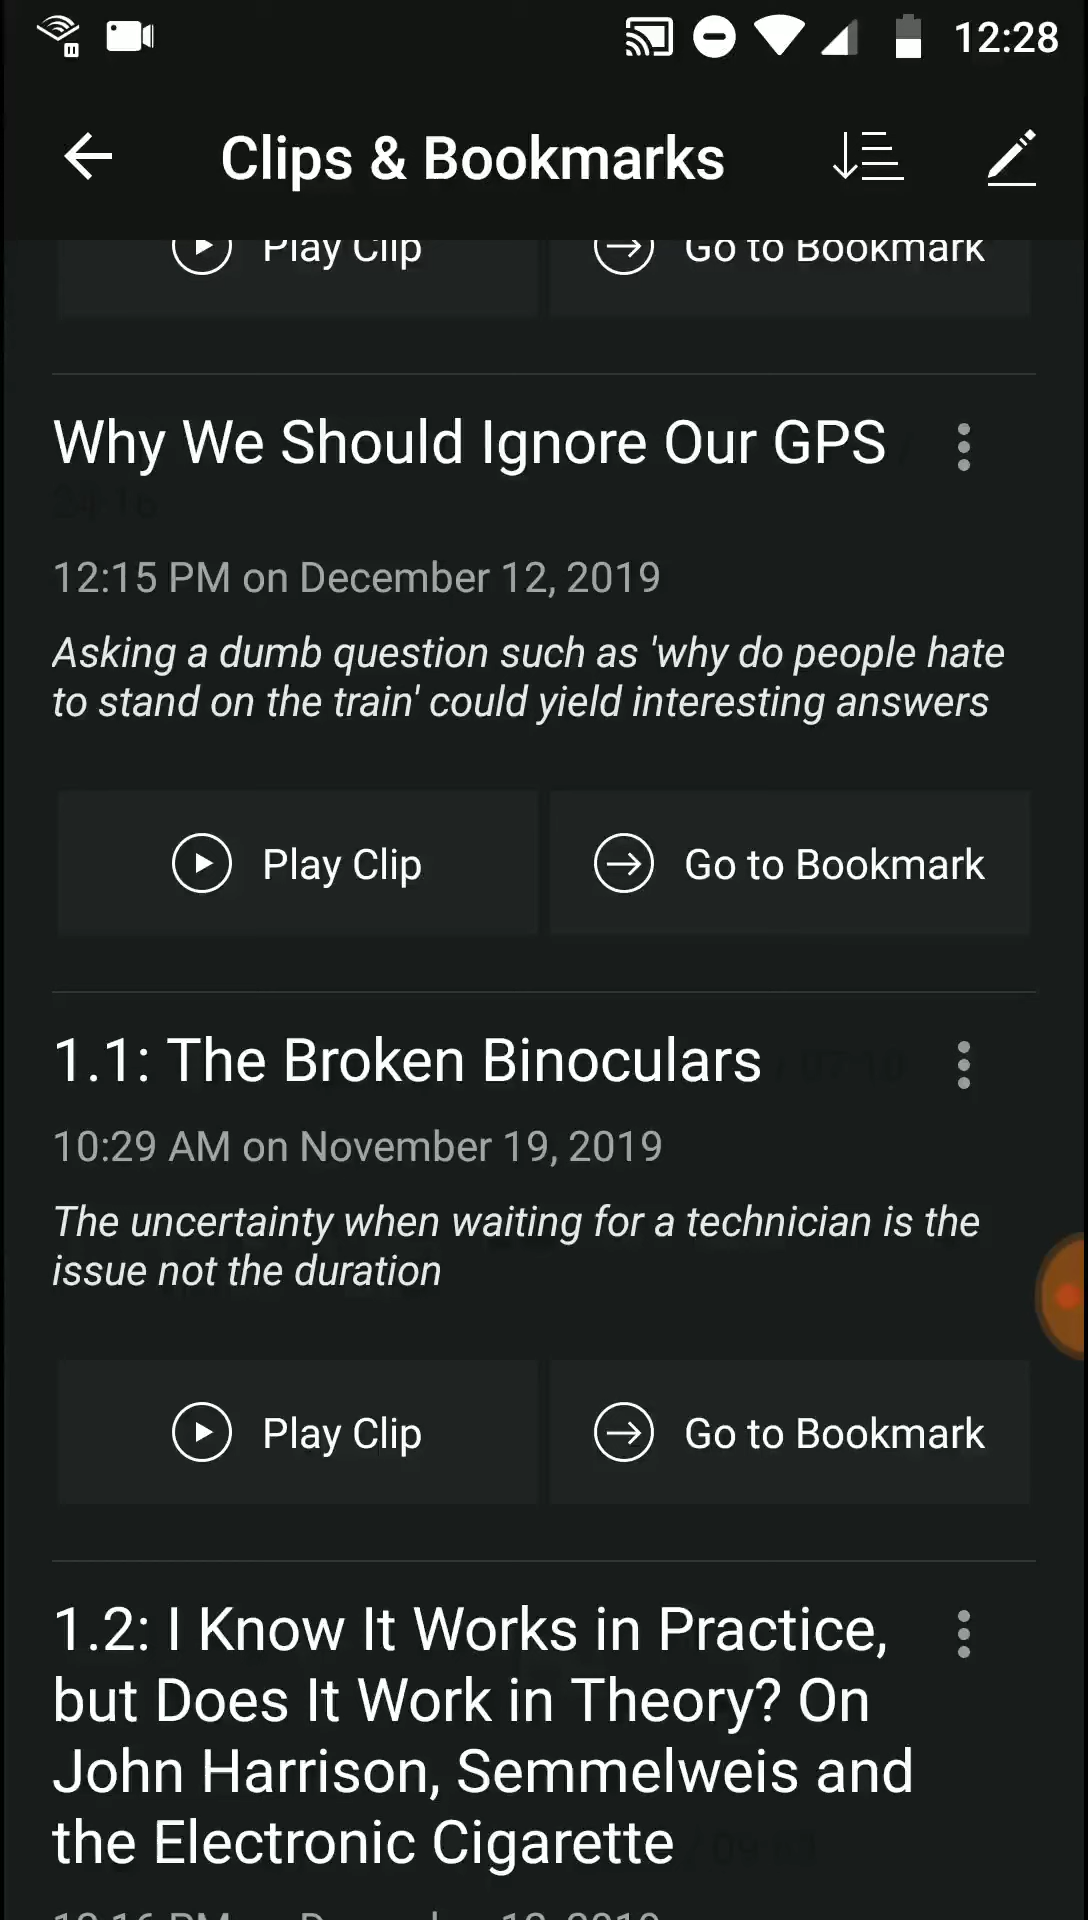 12:28
Clips & Bookmarks
Play Clip
Go to Bookmark
Why We Should Ignore Our GPS /
12:15 PM on December 12, 2019
Asking a dumb question such as 'why do people hate
to stand on the train' could yield interesting answers
Play Clip
Go to Bookmark
1.1: The Broken Binoculars / 07:10
10:29 AM on November 19, 2019
The uncertainty when waiting for a technician is the
issue not the duration
Play Clip
Go to Bookmark
1.2: I Know It Works in Practice,
but Does It Work in Theory? On
John Harrison, Semmelweis and
the Electronic Cigarette /